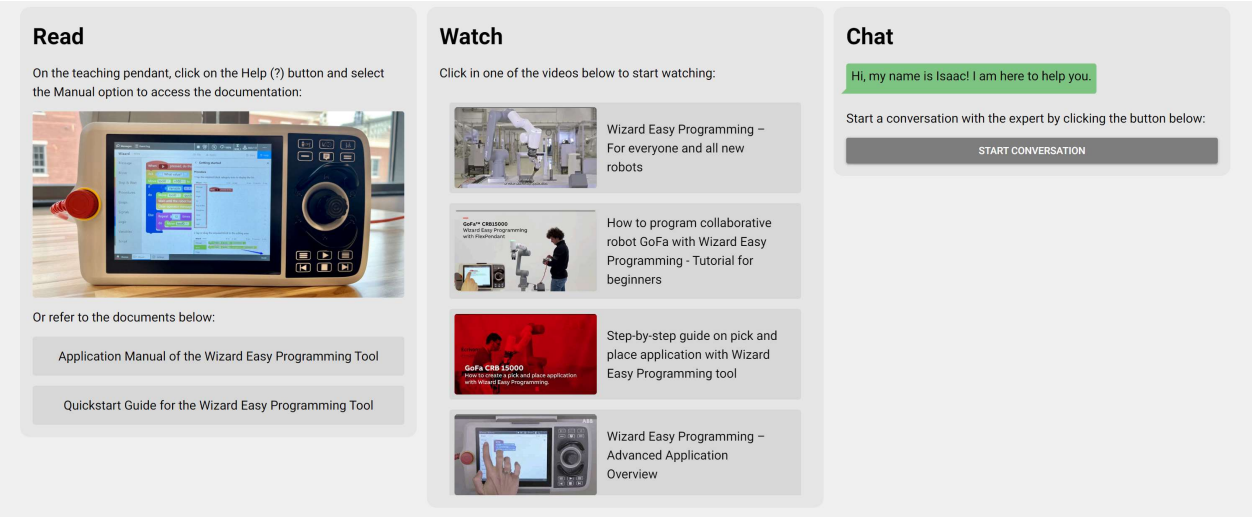 Read
On the teaching pendant, click on the Help (?) button and select
the Manual option to access the documentation:
Or refer to the documents below:
Application Manual of the Wizard Easy Programming Tool
Quickstart Guide for the Wizard Easy Programming Tool
Watch
Click in one of the videos below to start watching:
Wizard Easy Programming –
For everyone and all new
robots
GoFa™ CRB15000
Wizard Easy Programming
with FlexPendant
How to program collaborative
robot GoFa with Wizard Easy
Programming - Tutorial for
beginners
GoFa CRB 15000
How to create a pick and place application
with Wizard Easy Programming.
Step-by-step guide on pick and
place application with Wizard
Easy Programming tool
ABB
Wizard Easy Programming –
Advanced Application
Overview
Chat
Hi, my name is Isaac! I am here to help you.
Start a conversation with the expert by clicking the button below:
START CONVERSATION